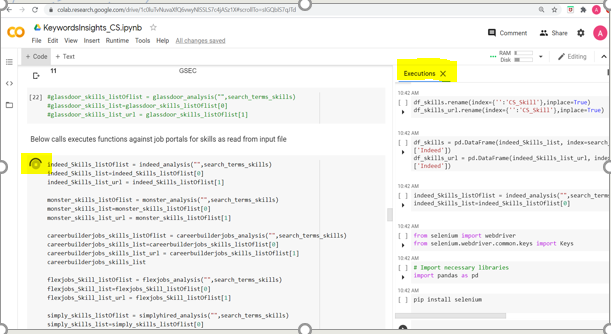 colab.research.google.com/drive/1c0luTvNuvaXfQ6vwyNl5SLS7c4jASz1X#scrollTo=slGQbIS7qJTd
CO KeywordsInsights_CS.ipynb
Comment Share A
File Edit View Insert Runtime Tools Help All changes saved
+ Code + Text
RAM
Disk
Editing
11 GSEC
[22] #glassdoor_skills_listOflist = glassdoor_analysis("",search_terms_skills)
#glassdoor_skills_list=glassdoor_skills_listOflist[0]
#glassdoor_skills_list_url = glassdoor_skills_listOflist[1]
Below calls executes functions against job portals for skills as read from input file
indeed_Skills_listOflist = indeed_analysis("",search_terms_skills)
indeed_Skills_list=indeed_Skills_listOflist[0]
indeed_Skills_list_url = indeed_Skills_listOflist[1]
monster_skills_listOflist = monster_analysis("",search_terms_skills)
monster_skills_list=monster_skills_listOflist[0]
monster_skills_list_url = monster_skills_listOflist[1]
careerbuilderjobs_skills_listOflist = careerbuilderjobs_analysis("",search_terms_skills)
careerbuilderjobs_skills_list=careerbuilderjobs_skills_listOflist[0]
careerbuilderjobs_skills_list_url = careerbuilderjobs_skills_listOflist[1]
careerbuilderjobs_skills_list
flexjobs_Skill_listOflist = flexjobs_analysis("",search_terms_skills)
flexjobs_Skill_list=flexjobs_Skill_listOflist[0]
flexjobs_Skill_list_url = flexjobs_Skill_listOflist[1]
simply_skills_listOflist = simplyhired_analysis("",search_terms_skills)
simply_skills_list=simply_skills_listOflist[0]
Executions X
10:42 AM
[ ] df_skills.rename(index={'':'CS_Skill'},inplace=True)
df_skills_url.rename(index={'':'CS_Skill'},inplace=True)
10:42 AM
[ ] df_skills = pd.DataFrame(indeed_Skills_list, index=search_
['Indeed'])
df_skills_url = pd.DataFrame(indeed_Skills_list_url, index
['Indeed'])
10:42 AM
[ ] indeed_Skills_listOflist = indeed_analysis("",search_terms
indeed_Skills_list=indeed_Skills_listOflist[0]
10:42 AM
[ ] from selenium import webdriver
from selenium.webdriver.common.keys import Keys
10:42 AM
[ ] # Import necessary libraries
import pandas as pd
10:42 AM
[ ] pip install selenium